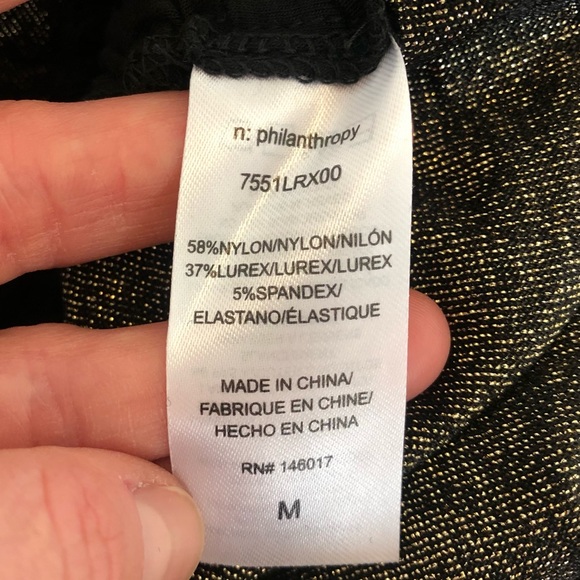 n: philanthropy
7551LRX00
58%NYLON/NYLON/NILÓN
37%LUREX/LUREX/LUREX
5%SPANDEX/
ELASTANO/ÉLASTIQUE
MADE IN CHINA/
FABRIQUE EN CHINE/
HECHO EN CHINA
RN# 146017
M